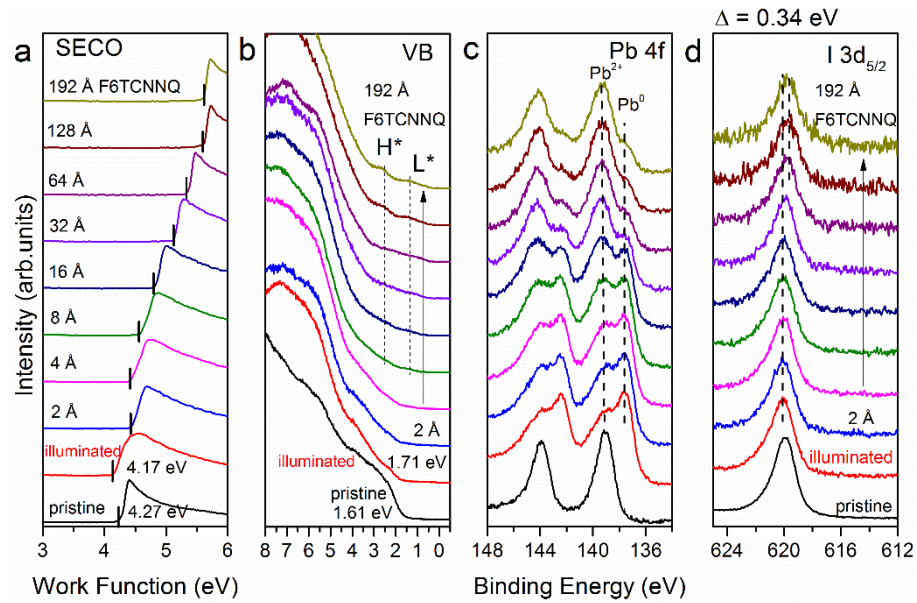 Δ = 0.34 eV
a SECO
192 Å F6TCNNQ
128 Å
64 Å
32 Å
16 Å
8 Å
4 Å
2 Å
illuminated
4.17 eV
pristine
4.27 eV
3 4 5 6
Work Function (eV)
Intensity (arb.units)
b VB
192 Å
F6TCNNQ
H*
L*
2 Å
illuminated
1.71 eV
pristine
1.61 eV
8 7 6 5 4 3 2 1 0
c Pb 4f
Pb2+
Pb0
148 144 140 136
Binding Energy (eV)
d I 3d5/2
192 Å
F6TCNNQ
2 Å
illuminated
pristine
624 620 616 612